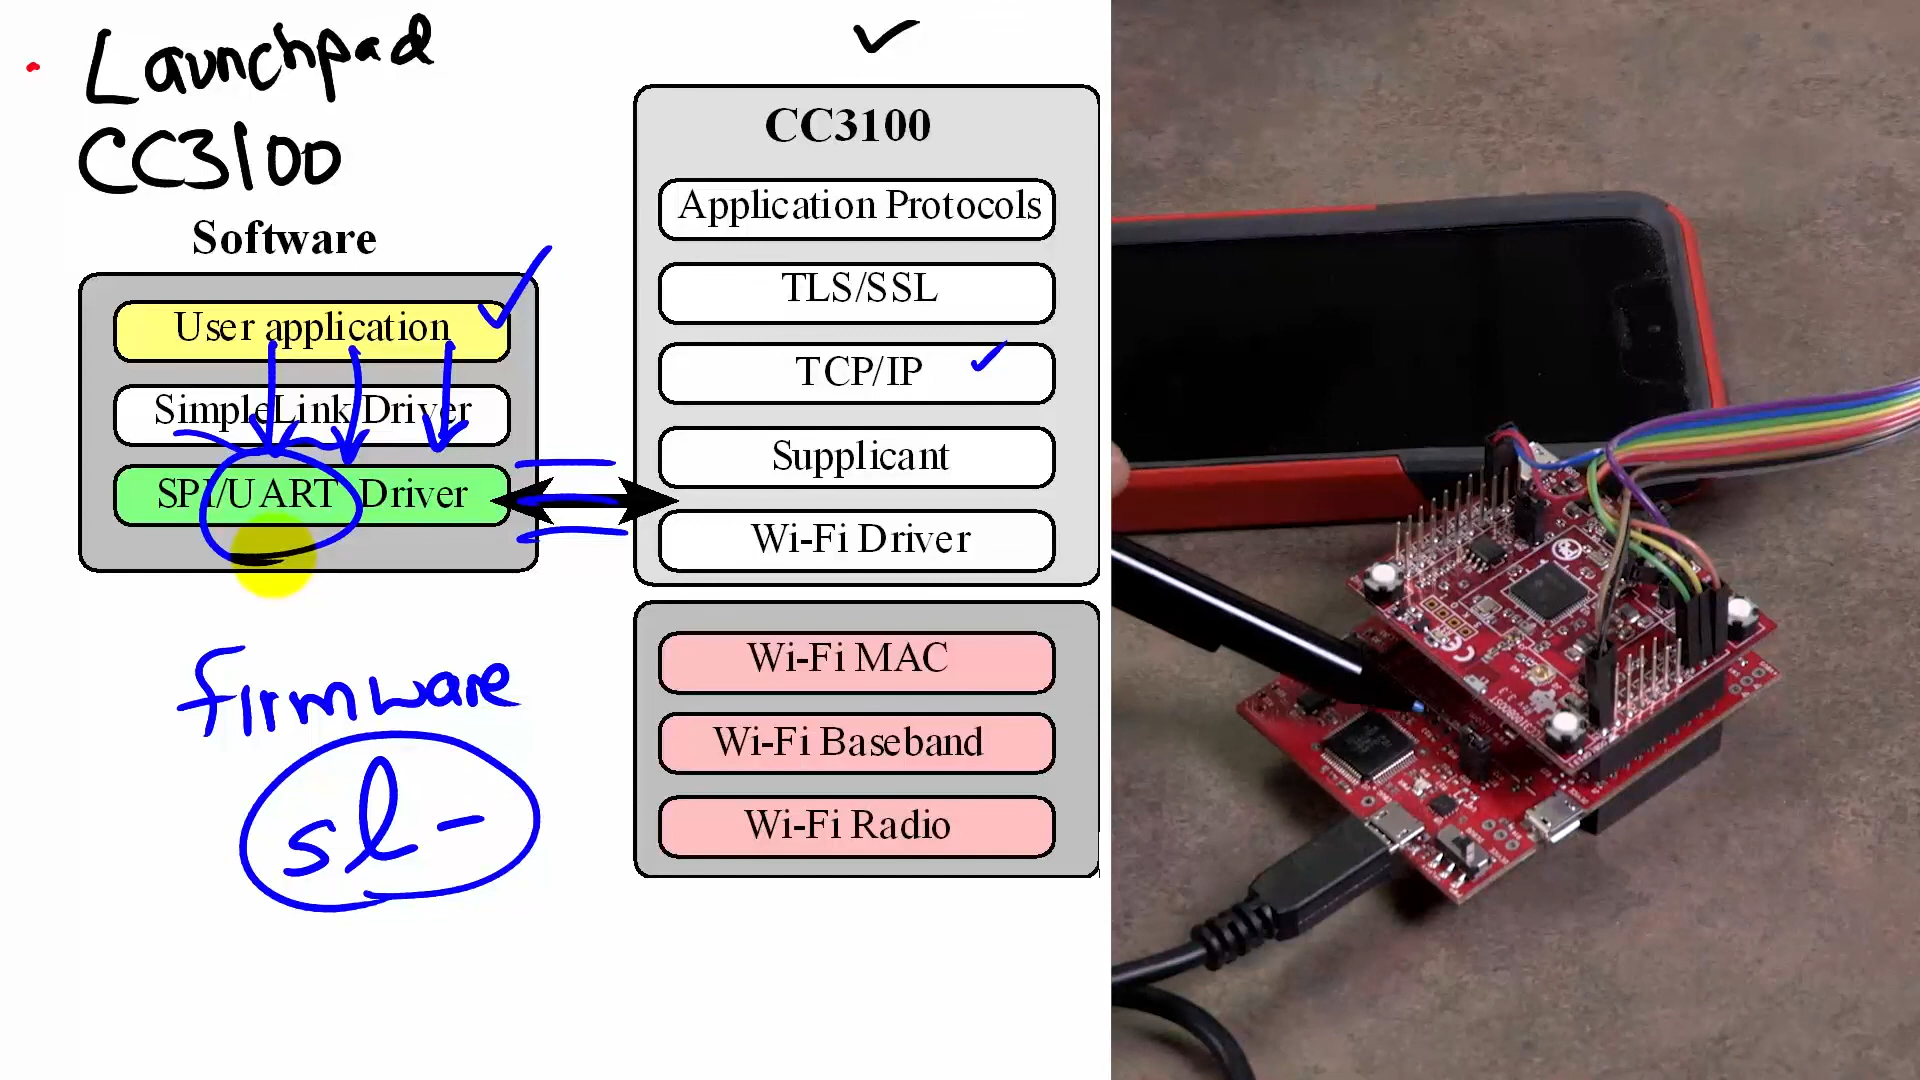 Launchpad
CC3100
Software
User application
SimpleLink Driver
SPI/UART Driver
firmware
sl-
CC3100
Application Protocols
TLS/SSL
TCP/IP
Supplicant
Wi-Fi Driver
Wi-Fi MAC
Wi-Fi Baseband
Wi-Fi Radio